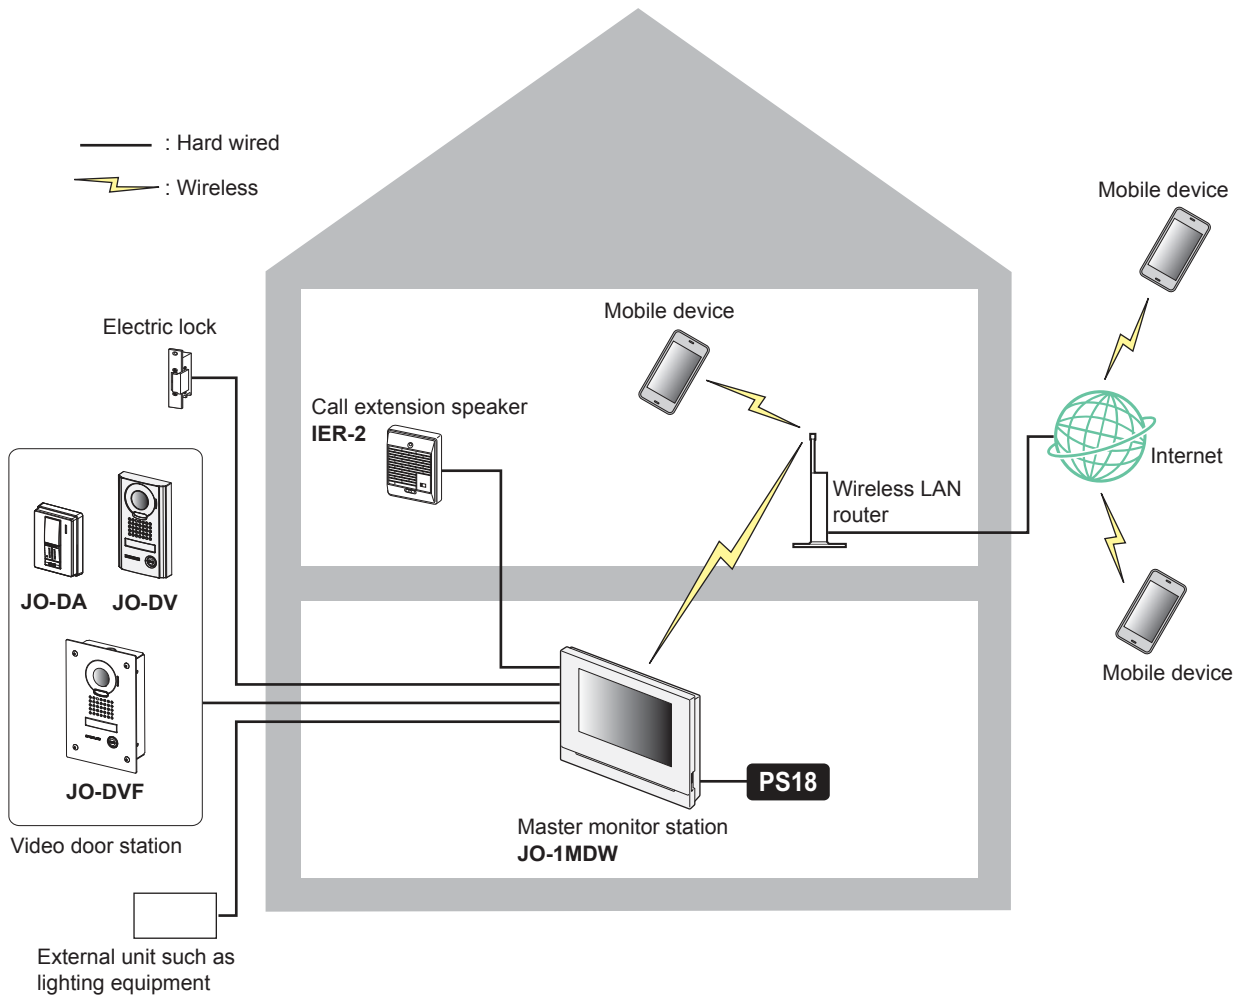 : Hard wired
: Wireless
Mobile device
Electric lock
Mobile device
Call extension speaker
IER-2
Internet
Wireless LAN
router
JO-DA
JO-DV
Mobile device
JO-DVF
PS18
Video door station
Master monitor station
JO-1MDW
External unit such as
lighting equipment